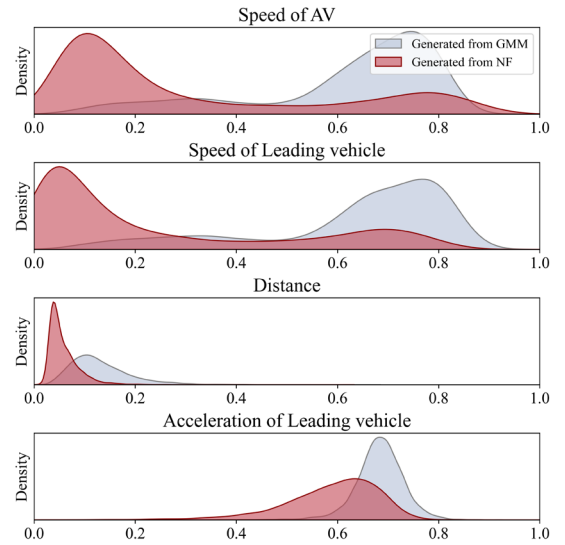 Speed of AV
Density
Generated from GMM
Generated from NF
0.0 0.2 0.4 0.6 0.8 1.0
Speed of Leading vehicle
Density
0.0 0.2 0.4 0.6 0.8 1.0
Distance
Density
0.0 0.2 0.4 0.6 0.8 1.0
Acceleration of Leading vehicle
Density
0.0 0.2 0.4 0.6 0.8 1.0